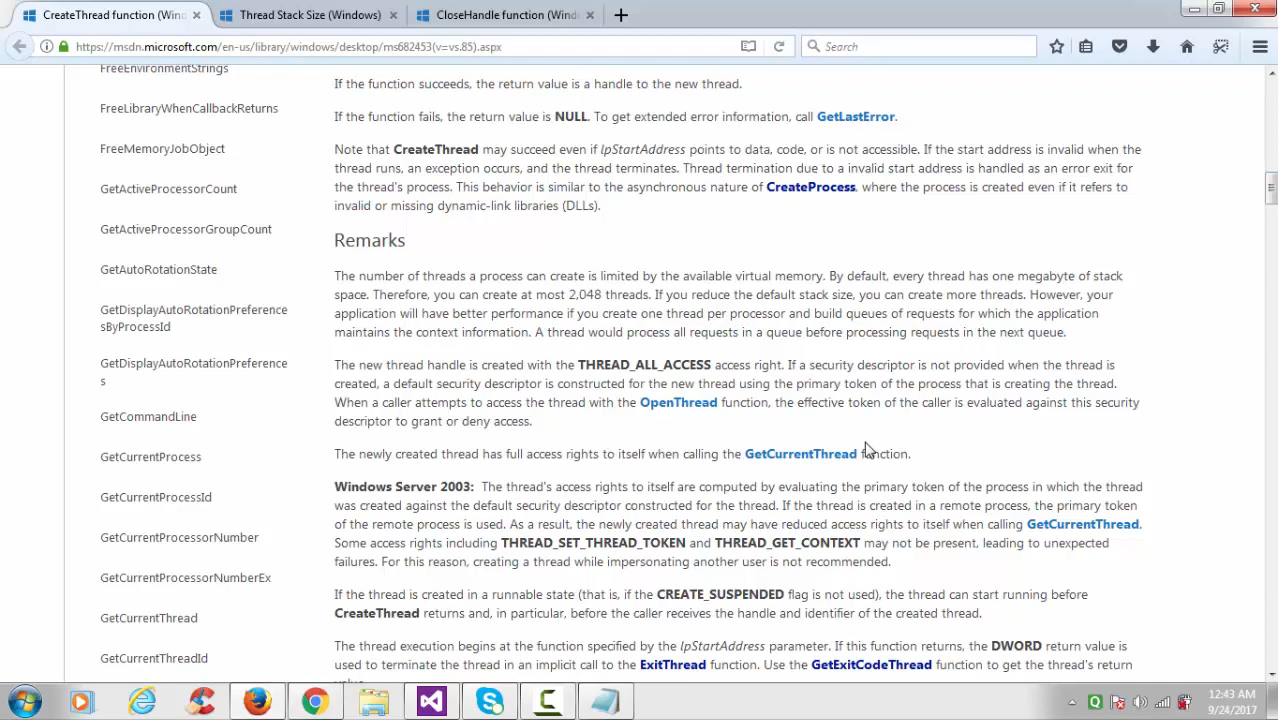 CreateThread function (Wind
Thread Stack Size (Windows)
CloseHandle function (Wind
https://msdn.microsoft.com/en-us/library/windows/desktop/ms682453(v=vs.85).aspx
Search
FreeEnvironmentStrings
FreeLibraryWhenCallbackReturns
FreeMemoryJobObject
GetActiveProcessorCount
GetActiveProcessorGroupCount
GetAutoRotationState
GetDisplayAutoRotationPreference
sByProcessId
GetDisplayAutoRotationPreference
s
GetCommandLine
GetCurrentProcess
GetCurrentProcessId
GetCurrentProcessorNumber
GetCurrentProcessorNumberEx
GetCurrentThread
GetCurrentThreadId
If the function succeeds, the return value is a handle to the new thread.
If the function fails, the return value is NULL. To get extended error information, call GetLastError.
Note that CreateThread may succeed even if lpStartAddress points to data, code, or is not accessible. If the start address is invalid when the
thread runs, an exception occurs, and the thread terminates. Thread termination due to a invalid start address is handled as an error exit for
the thread's process. This behavior is similar to the asynchronous nature of CreateProcess, where the process is created even if it refers to
invalid or missing dynamic-link libraries (DLLs).
Remarks
The number of threads a process can create is limited by the available virtual memory. By default, every thread has one megabyte of stack
space. Therefore, you can create at most 2,048 threads. If you reduce the default stack size, you can create more threads. However, your
application will have better performance if you create one thread per processor and build queues of requests for which the application
maintains the context information. A thread would process all requests in a queue before processing requests in the next queue.
The new thread handle is created with the THREAD_ALL_ACCESS access right. If a security descriptor is not provided when the thread is
created, a default security descriptor is constructed for the new thread using the primary token of the process that is creating the thread.
When a caller attempts to access the thread with the OpenThread function, the effective token of the caller is evaluated against this security
descriptor to grant or deny access.
The newly created thread has full access rights to itself when calling the GetCurrentThread function.
Windows Server 2003: The thread's access rights to itself are computed by evaluating the primary token of the process in which the thread
was created against the default security descriptor constructed for the thread. If the thread is created in a remote process, the primary token
of the remote process is used. As a result, the newly created thread may have reduced access rights to itself when calling GetCurrentThread.
Some access rights including THREAD_SET_THREAD_TOKEN and THREAD_GET_CONTEXT may not be present, leading to unexpected
failures. For this reason, creating a thread while impersonating another user is not recommended.
If the thread is created in a runnable state (that is, if the CREATE_SUSPENDED flag is not used), the thread can start running before
CreateThread returns and, in particular, before the caller receives the handle and identifier of the created thread.
The thread execution begins at the function specified by the lpStartAddress parameter. If this function returns, the DWORD return value is
used to terminate the thread in an implicit call to the ExitThread function. Use the GetExitCodeThread function to get the thread's return
12:43 AM
9/24/2017